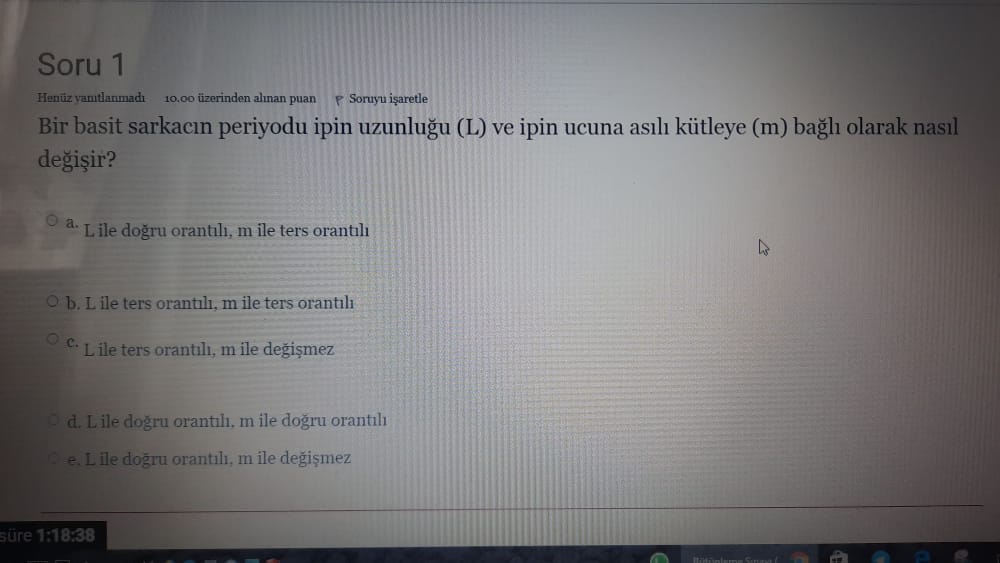 Soru 1
Henüz yanıtlanmadı 10.00 üzerinden alınan puan Soruyu işaretle
Bir basit sarkacın periyodu ipin uzunluğu (L) ve ipin ucuna asılı kütleye (m) bağlı olarak nasıl
değişir?
a. L ile doğru orantılı, m ile ters orantılı
b. L ile ters orantılı, m ile ters orantılı
c. L ile ters orantılı, m ile değişmez
d. L ile doğru orantılı, m ile doğru orantılı
e. L ile doğru orantılı, m ile değişmez
süre 1:18:38
Bütünleme Sınavı (